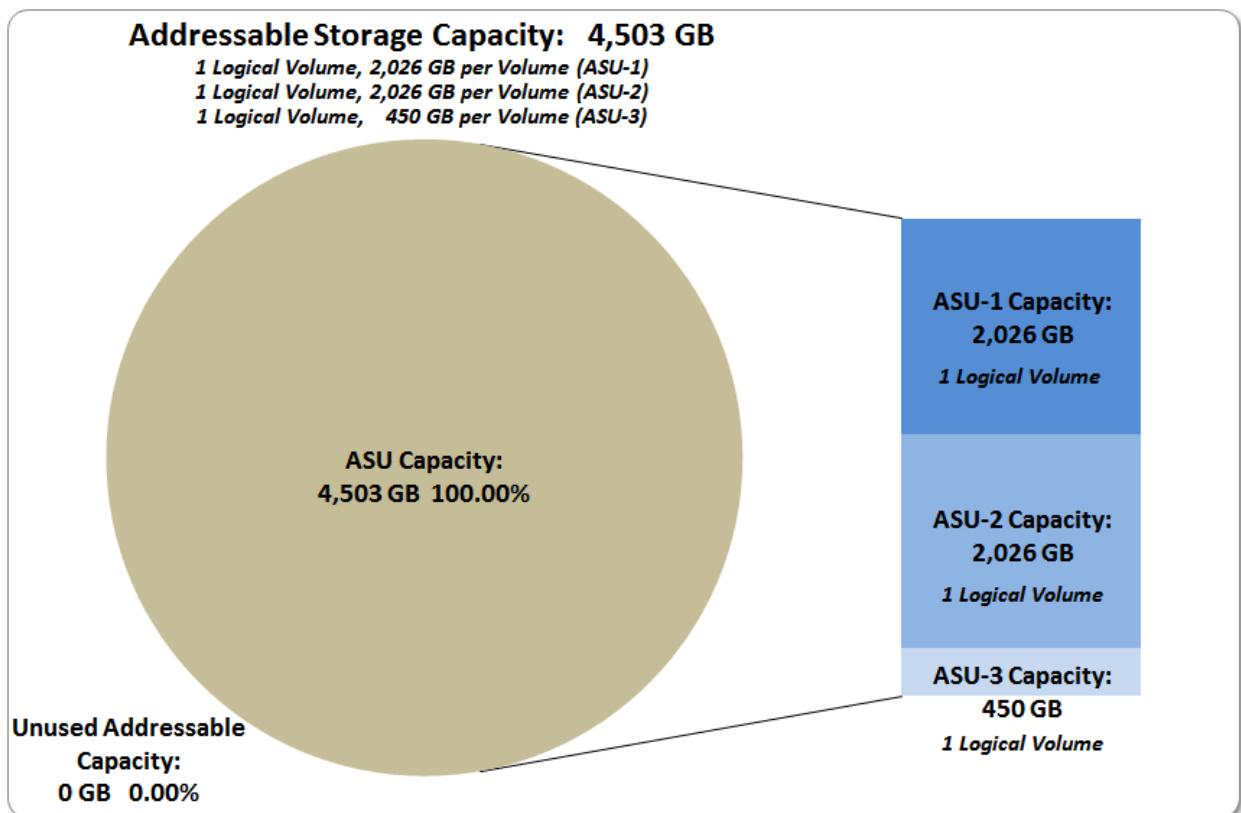 Addressable Storage Capacity: 4,503 GB
1 Logical Volume, 2,026 GB per Volume (ASU-1)
1 Logical Volume, 2,026 GB per Volume (ASU-2)
1 Logical Volume, 450 GB per Volume (ASU-3)
ASU Capacity:
4,503 GB 100.00%
Unused Addressable
Capacity:
0 GB 0.00%
ASU-1 Capacity:
2,026 GB
1 Logical Volume
ASU-2 Capacity:
2,026 GB
1 Logical Volume
ASU-3 Capacity:
450 GB
1 Logical Volume